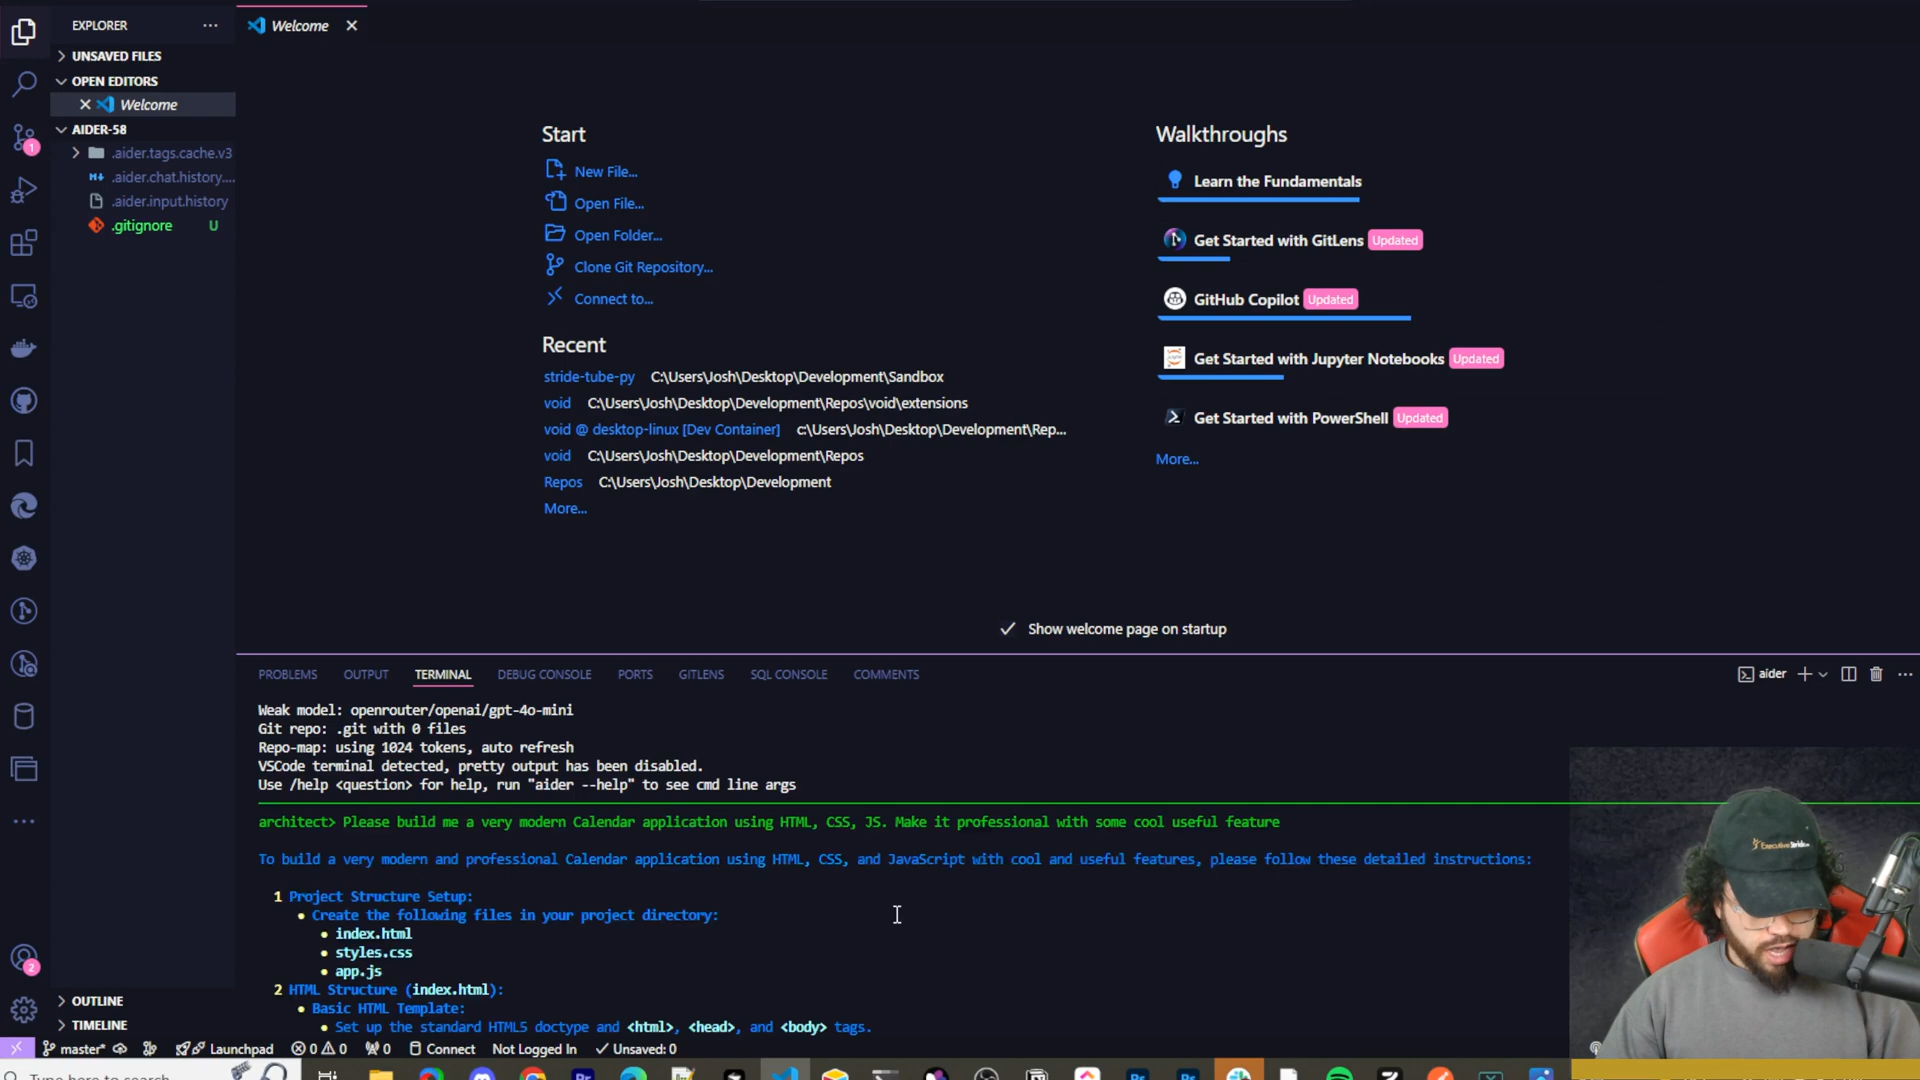 EXPLORER
UNSAVED FILES
OPEN EDITORS
Welcome
AIDER-58
.aider.tags.cache.v3
.aider.chat.history....
.aider.input.history
.gitignore U
OUTLINE
TIMELINE
Welcome
Start
New File...
Open File...
Open Folder...
Clone Git Repository...
Connect to...
Recent
stride-tube-py C:\Users\Josh\Desktop\Development\Sandbox
void C:\Users\Josh\Desktop\Development\Repos\void\extensions
void @ desktop-linux [Dev Container] c:\Users\Josh\Desktop\Development\Rep...
void C:\Users\Josh\Desktop\Development\Repos
Repos C:\Users\Josh\Desktop\Development
More...
Walkthroughs
Learn the Fundamentals
Get Started with GitLens Updated
GitHub Copilot Updated
Get Started with Jupyter Notebooks Updated
Get Started with PowerShell Updated
More...
Show welcome page on startup
PROBLEMS OUTPUT TERMINAL DEBUG CONSOLE PORTS GITLENS SQL CONSOLE COMMENTS
aider
Weak model: openrouter/openai/gpt-4o-mini
Git repo: .git with 0 files
Repo-map: using 1024 tokens, auto refresh
VSCode terminal detected, pretty output has been disabled.
Use /help <question> for help, run "aider --help" to see cmd line args
architect> Please build me a very modern Calendar application using HTML, CSS, JS. Make it professional with some cool useful feature
To build a very modern and professional Calendar application using HTML, CSS, and JavaScript with cool and useful features, please follow these detailed instructions:
1 Project Structure Setup:
• Create the following files in your project directory:
• index.html
• styles.css
• app.js
2 HTML Structure (index.html):
• Basic HTML Template:
• Set up the standard HTML5 doctype and <html>, <head>, and <body> tags.
1
2
master* Launchpad 0 0 0 Connect Not Logged In Unsaved: 0
Type here to search